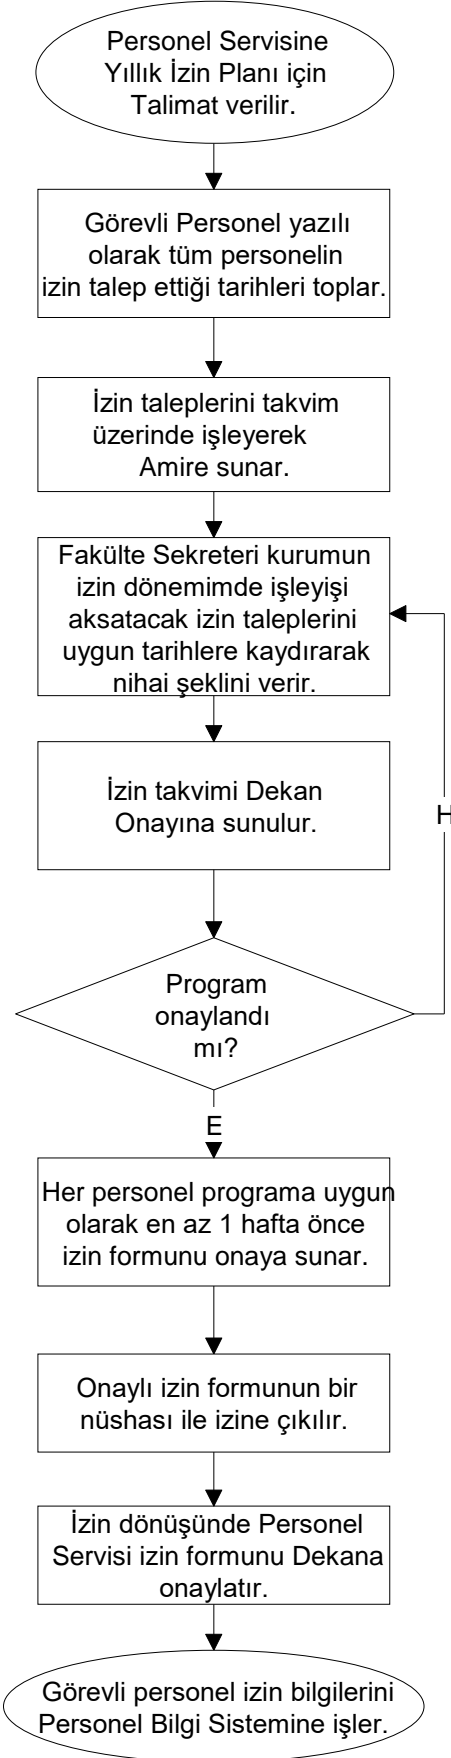 Personel Servisine
Yıllık İzin Planı için
Talimat verilir.
Görevli Personel yazılı
olarak tüm personelin
izin talep ettiği tarihleri toplar.
İzin taleplerini takvim
üzerinde işleyerek
Amire sunar.
Fakülte Sekreteri kurumun
izin dönemimde işleyişi
aksatacak izin taleplerini
uygun tarihlere kaydırarak
nihai şeklini verir.
İzin takvimi Dekan
Onayına sunulur.
H
Program
onaylandı
mı?
E
Her personel programa uygun
olarak en az 1 hafta önce
izin formunu onaya sunar.
Onaylı izin formunun bir
nüshası ile izine çıkılır.
İzin dönüşünde Personel
Servisi izin formunu Dekana
onaylatır.
Görevli personel izin bilgilerini
Personel Bilgi Sistemine işler.